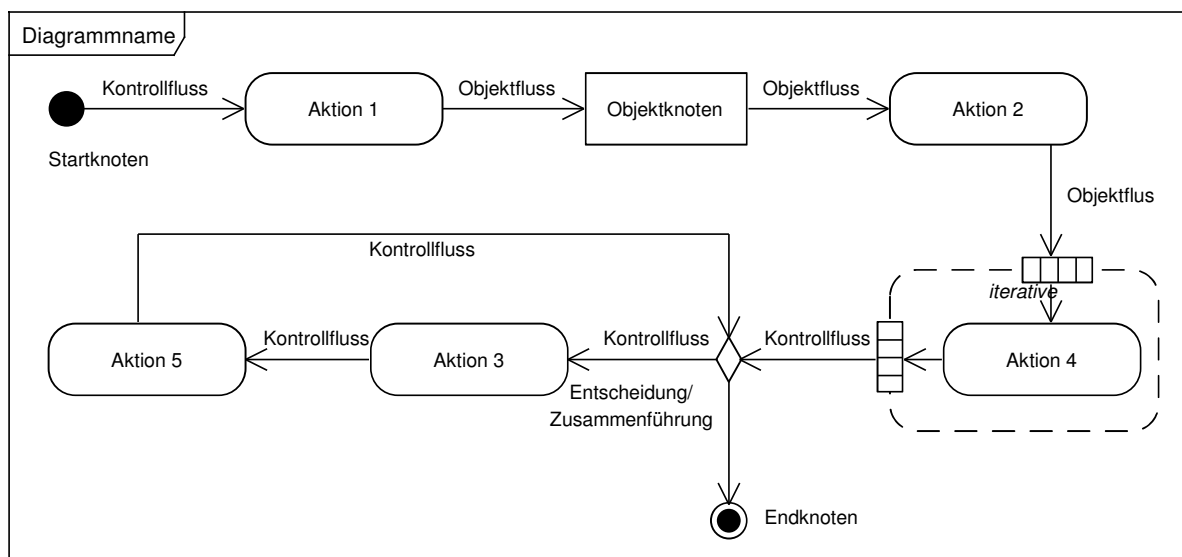 Diagrammname
Kontrollfluss
Objektfluss
Objektfluss
Aktion 1
Objektknoten
Aktion 2
Startknoten
Objektflus
Kontrollfluss
iterative
Kontrollfluss
Kontrollfluss
Kontrollfluss
Aktion 5
Aktion 3
Aktion 4
Entscheidung/
Zusammenführung
Endknoten